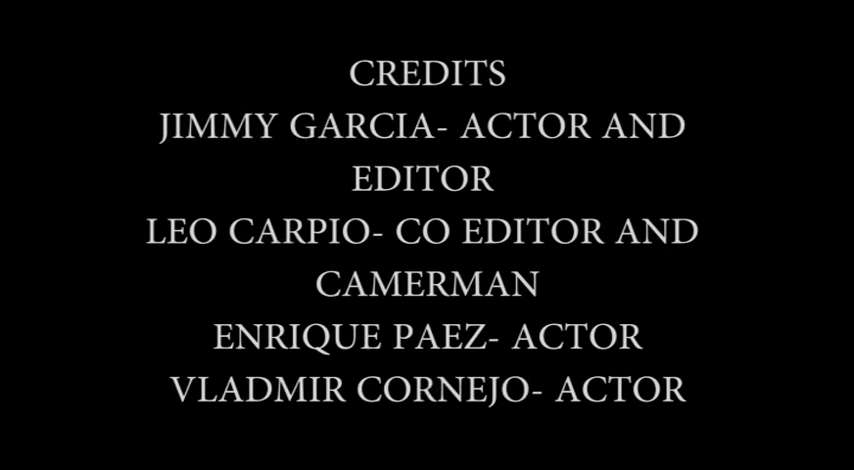 CREDITS
JIMMY GARCIA- ACTOR AND
EDITOR
LEO CARPIO- CO EDITOR AND
CAMERMAN
ENRIQUE PAEZ- ACTOR
VLADMIR CORNEJO- ACTOR